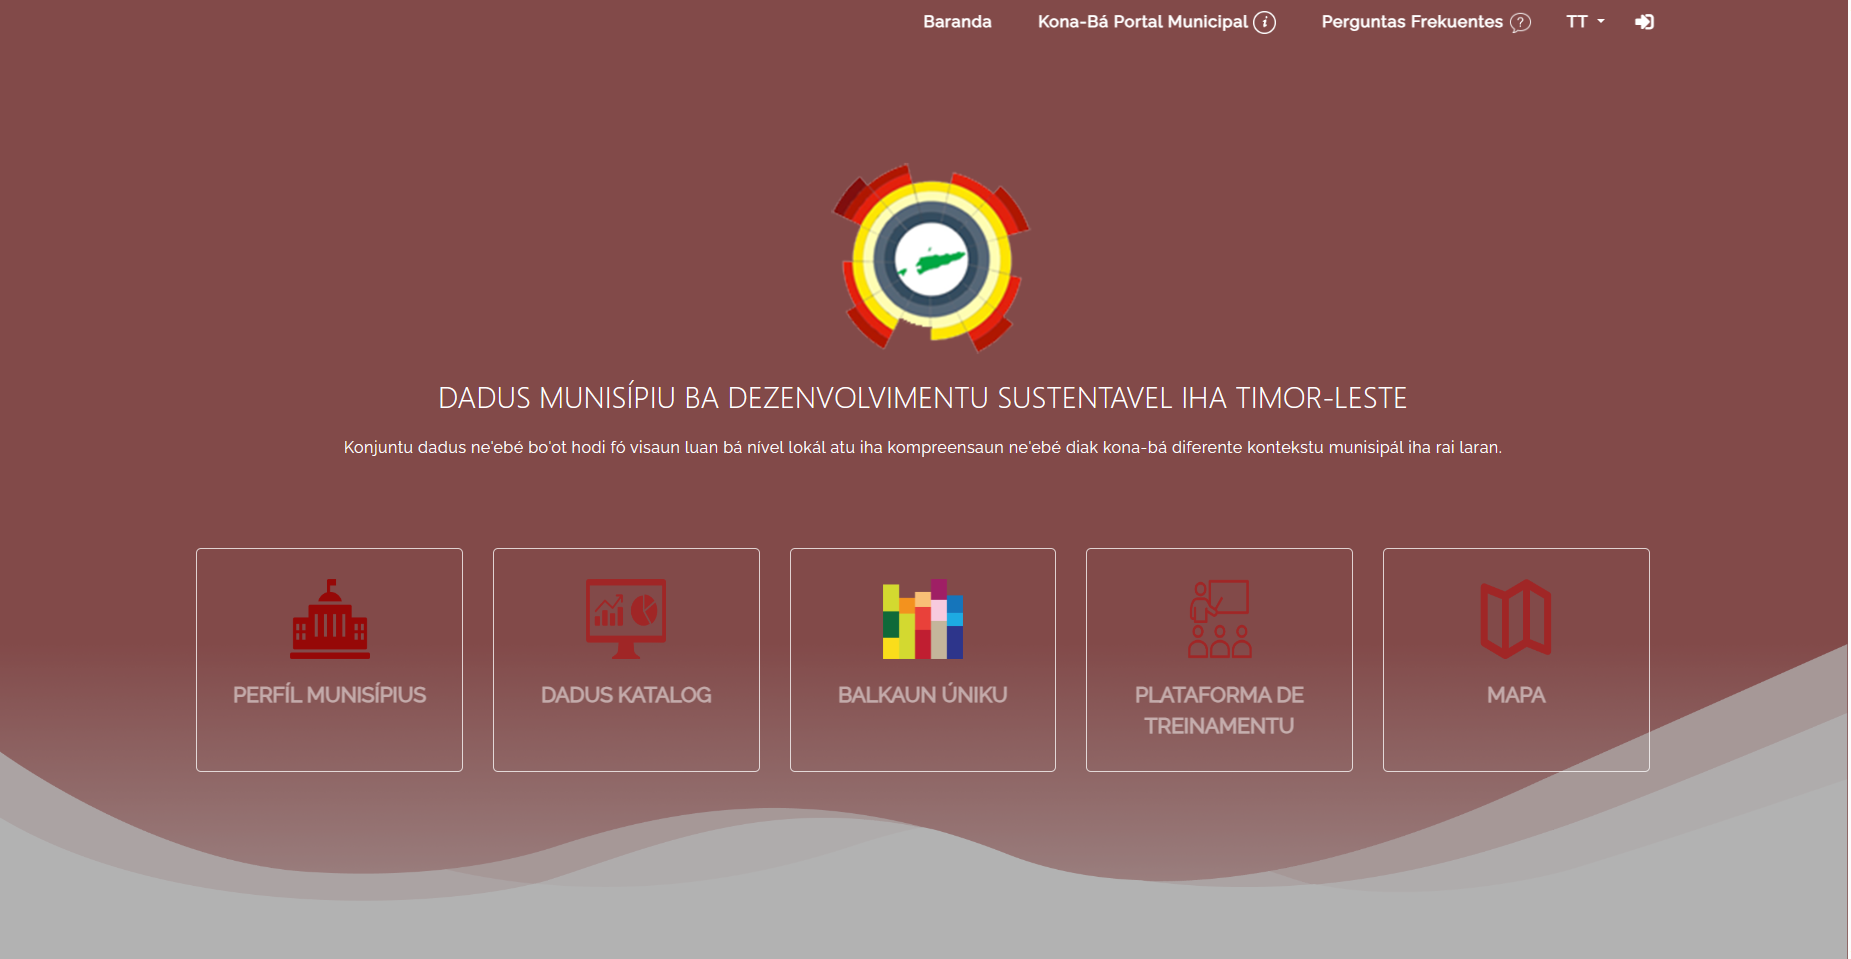 Baranda Kona-Bá Portal Municipal Perguntas Frekuentes TT
DADUS MUNISÍPIU BA DEZENVOLVIMENTU SUSTENTAVEL IHA TIMOR-LESTE
Konjuntu dadus ne'ebé bo'ot hodi fó visaun luan bá nível lokál atu iha kompreensaun ne'ebé diak kona-bá diferente kontekstu munisipál iha rai laran.
PERFÍL MUNISÍPIUS
DADUS KATALOG
BALKAUN ÚNIKU
PLATAFORMA DE
TREINAMENTU
MAPA